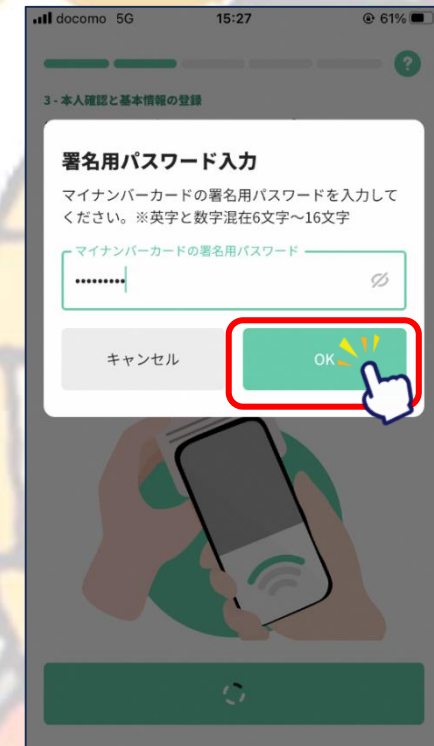 docomo 5G 15:27 61%
?
3 - 本人確認と基本情報の登録
署名用パスワード入力
マイナンバーカードの署名用パスワードを入力して
ください。※英字と数字混在6文字～16文字
マイナンバーカードの署名用パスワード
•••••••••
キャンセル OK